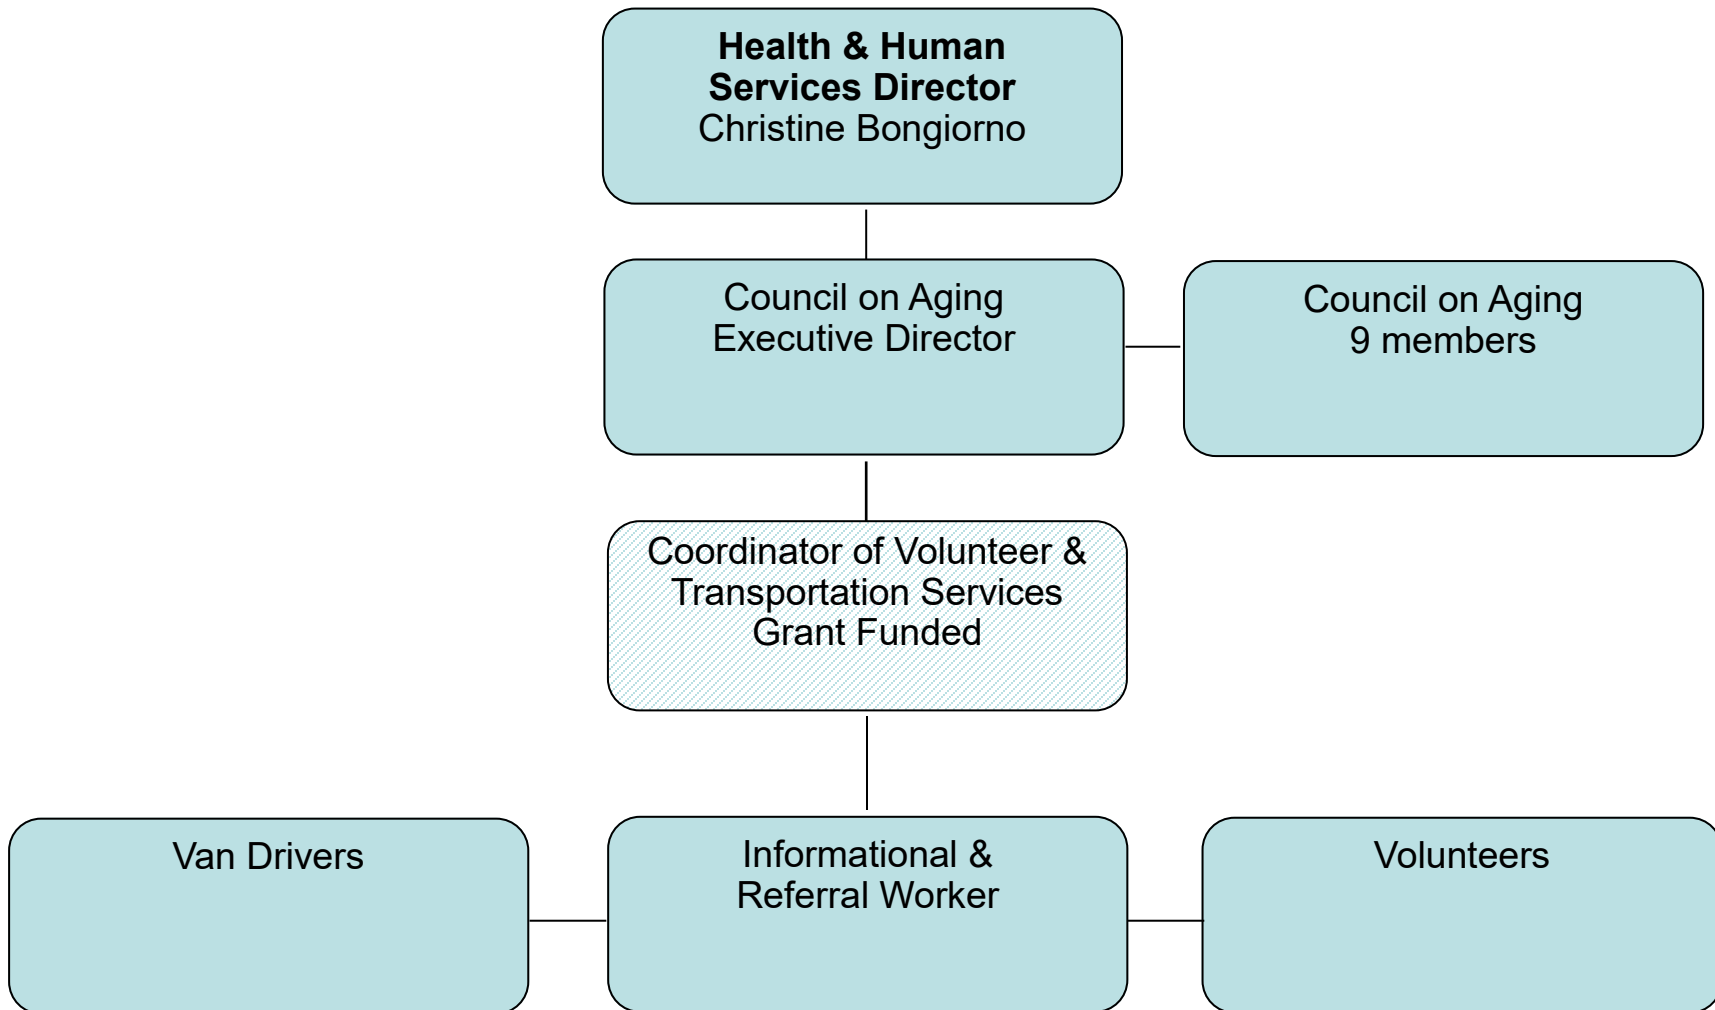 Health & Human
Services Director
Christine Bongiorno
Council on Aging
Executive Director
Council on Aging
9 members
Coordinator of Volunteer &
Transportation Services
Grant Funded
Van Drivers
Informational &
Referral Worker
Volunteers